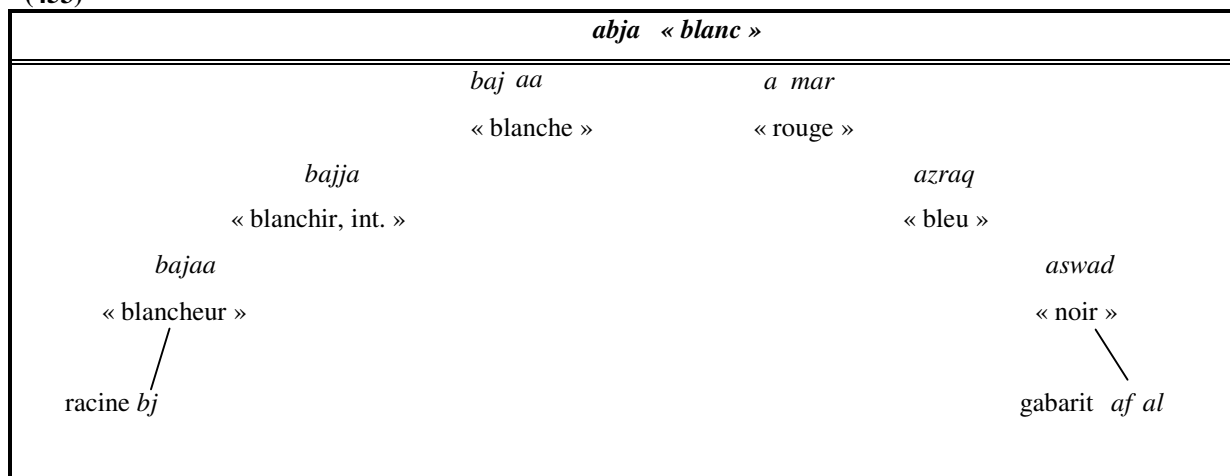 abja « blanc »
baj aa a mar
« blanche » « rouge »
bajja azraq
« blanchir, int. » « bleu »
bajaa aswad
« blancheur » « noir »
racine bj gabarit af al